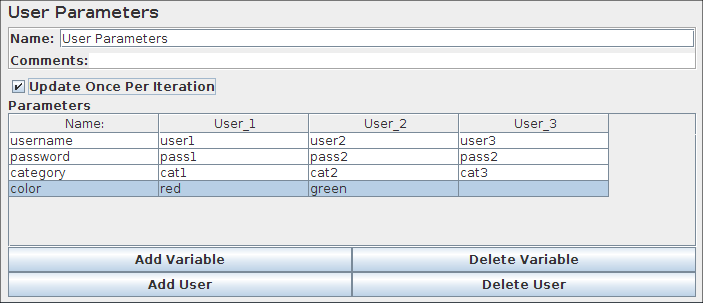 User Parameters
Name: User Parameters
Comments:
Update Once Per Iteration
Parameters
Name: User_1 User_2 User_3
username user1 user2 user3
password pass1 pass2 pass2
category cat1 cat2 cat3
color red green
Add Variable Delete Variable
Add User Delete User